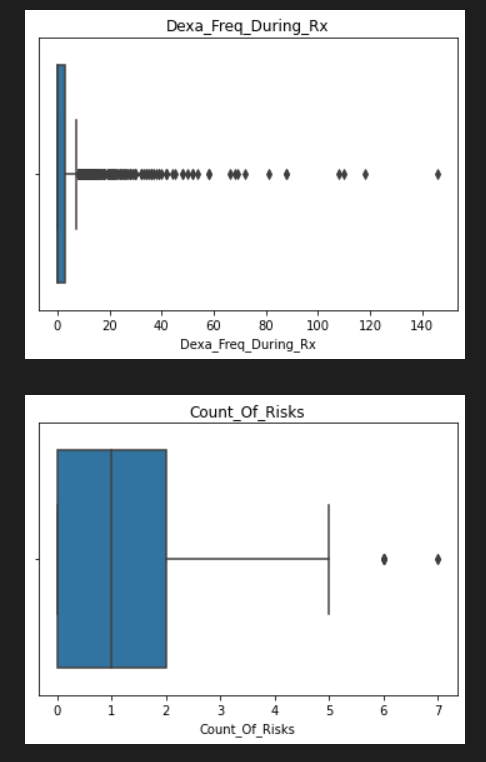 Dexa_Freq_During_Rx
0 20 40 60 80 100 120 140
Dexa_Freq_During_Rx
Count_Of_Risks
0 1 2 3 4 5 6 7
Count_Of_Risks